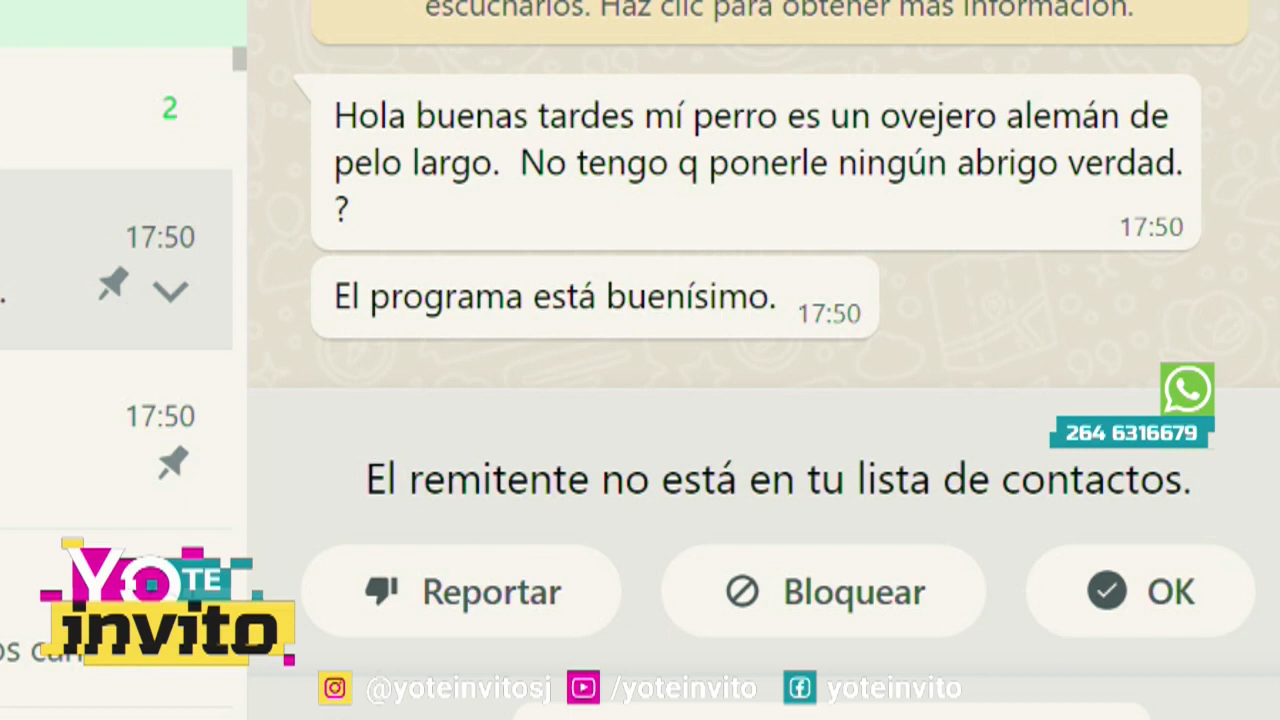 escucharlos. Haz clic para obtener más información.
2
Hola buenas tardes mí perro es un ovejero alemán de
pelo largo. No tengo q ponerle ningún abrigo verdad.
?
17:50
17:50
El programa está buenísimo.
17:50
17:50
264 6316679
El remitente no está en tu lista de contactos.
Reportar
Bloquear
OK
YO TE
invito
@yoteinvitosj
/yoteinvito
yoteinvito